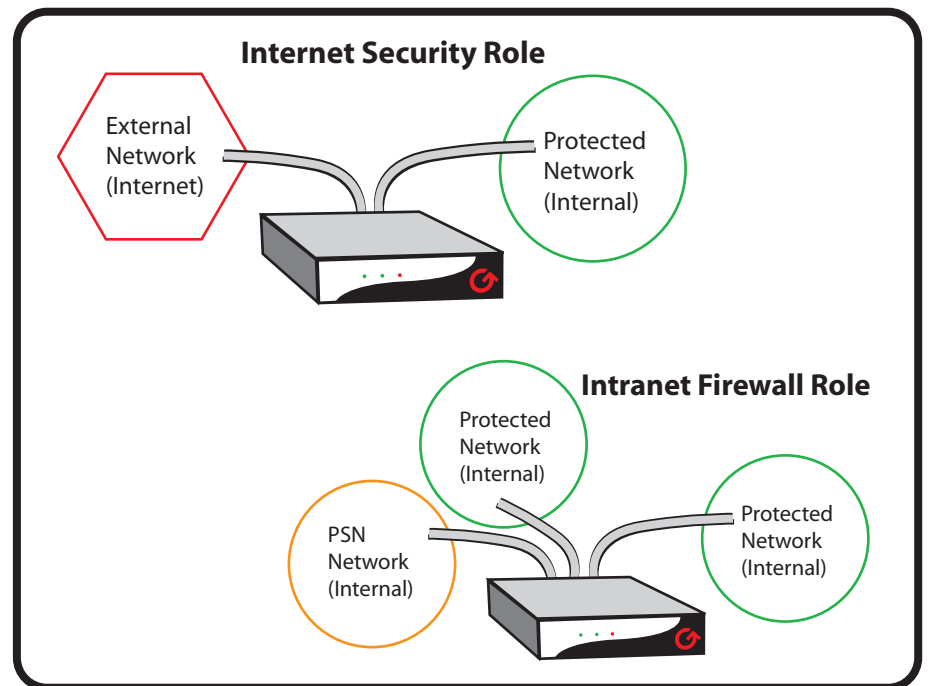 Internet Security Role
External
Network
(Internet)
Protected
Network
(Internal)
Intranet Firewall Role
Protected
Network
(Internal)
PSN
Network
(Internal)
Protected
Network
(Internal)